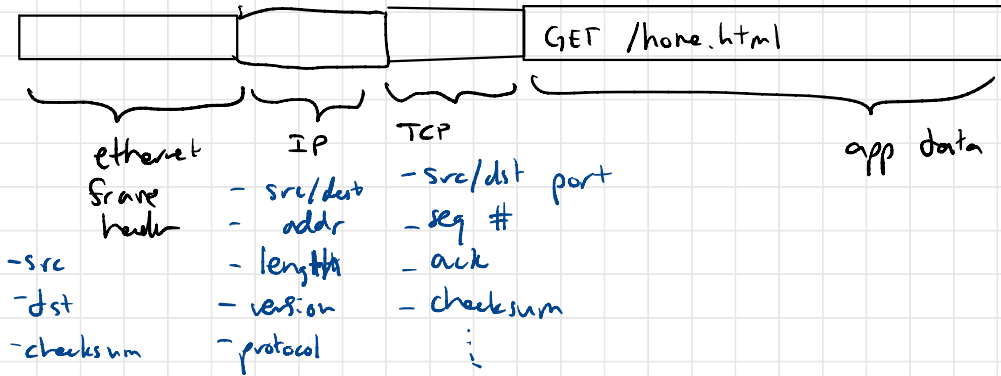 GET /home.html
ethernet
frame
header
-src
-dst
-checksum
IP
- src/dest
- addr
- length
- version
- protocol
TCP
- src/dst port
- seq #
- ack
- checksum
app data